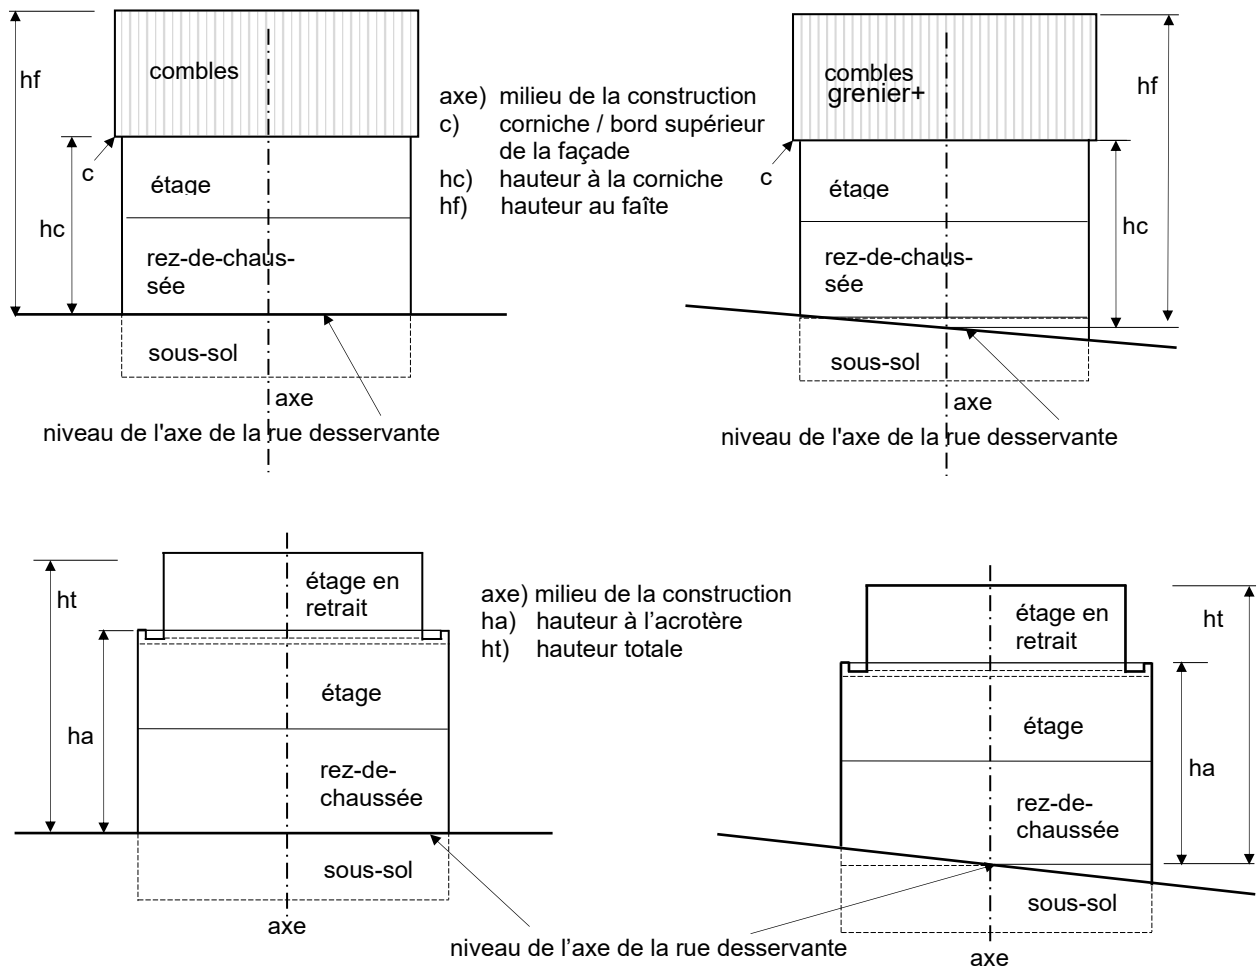 hf
combles
c
étage
hc
rez-de-chaus-
sée
sous-sol
axe
niveau de l'axe de la rue desservante
axe) milieu de la construction
c) corniche / bord supérieur
de la façade
hc) hauteur à la corniche
hf) hauteur au faîte
combles
grenier+
hf
c
étage
hc
rez-de-chaus-
sée
sous-sol
axe
niveau de l'axe de la rue desservante
ht
étage en
retrait
étage
ha
rez-de-
chaussée
sous-sol
axe
axe) milieu de la construction
ha) hauteur à l’acrotère
ht) hauteur totale
étage en
retrait
ht
étage
ha
rez-de-
chaussée
sous-sol
axe
niveau de l’axe de la rue desservante